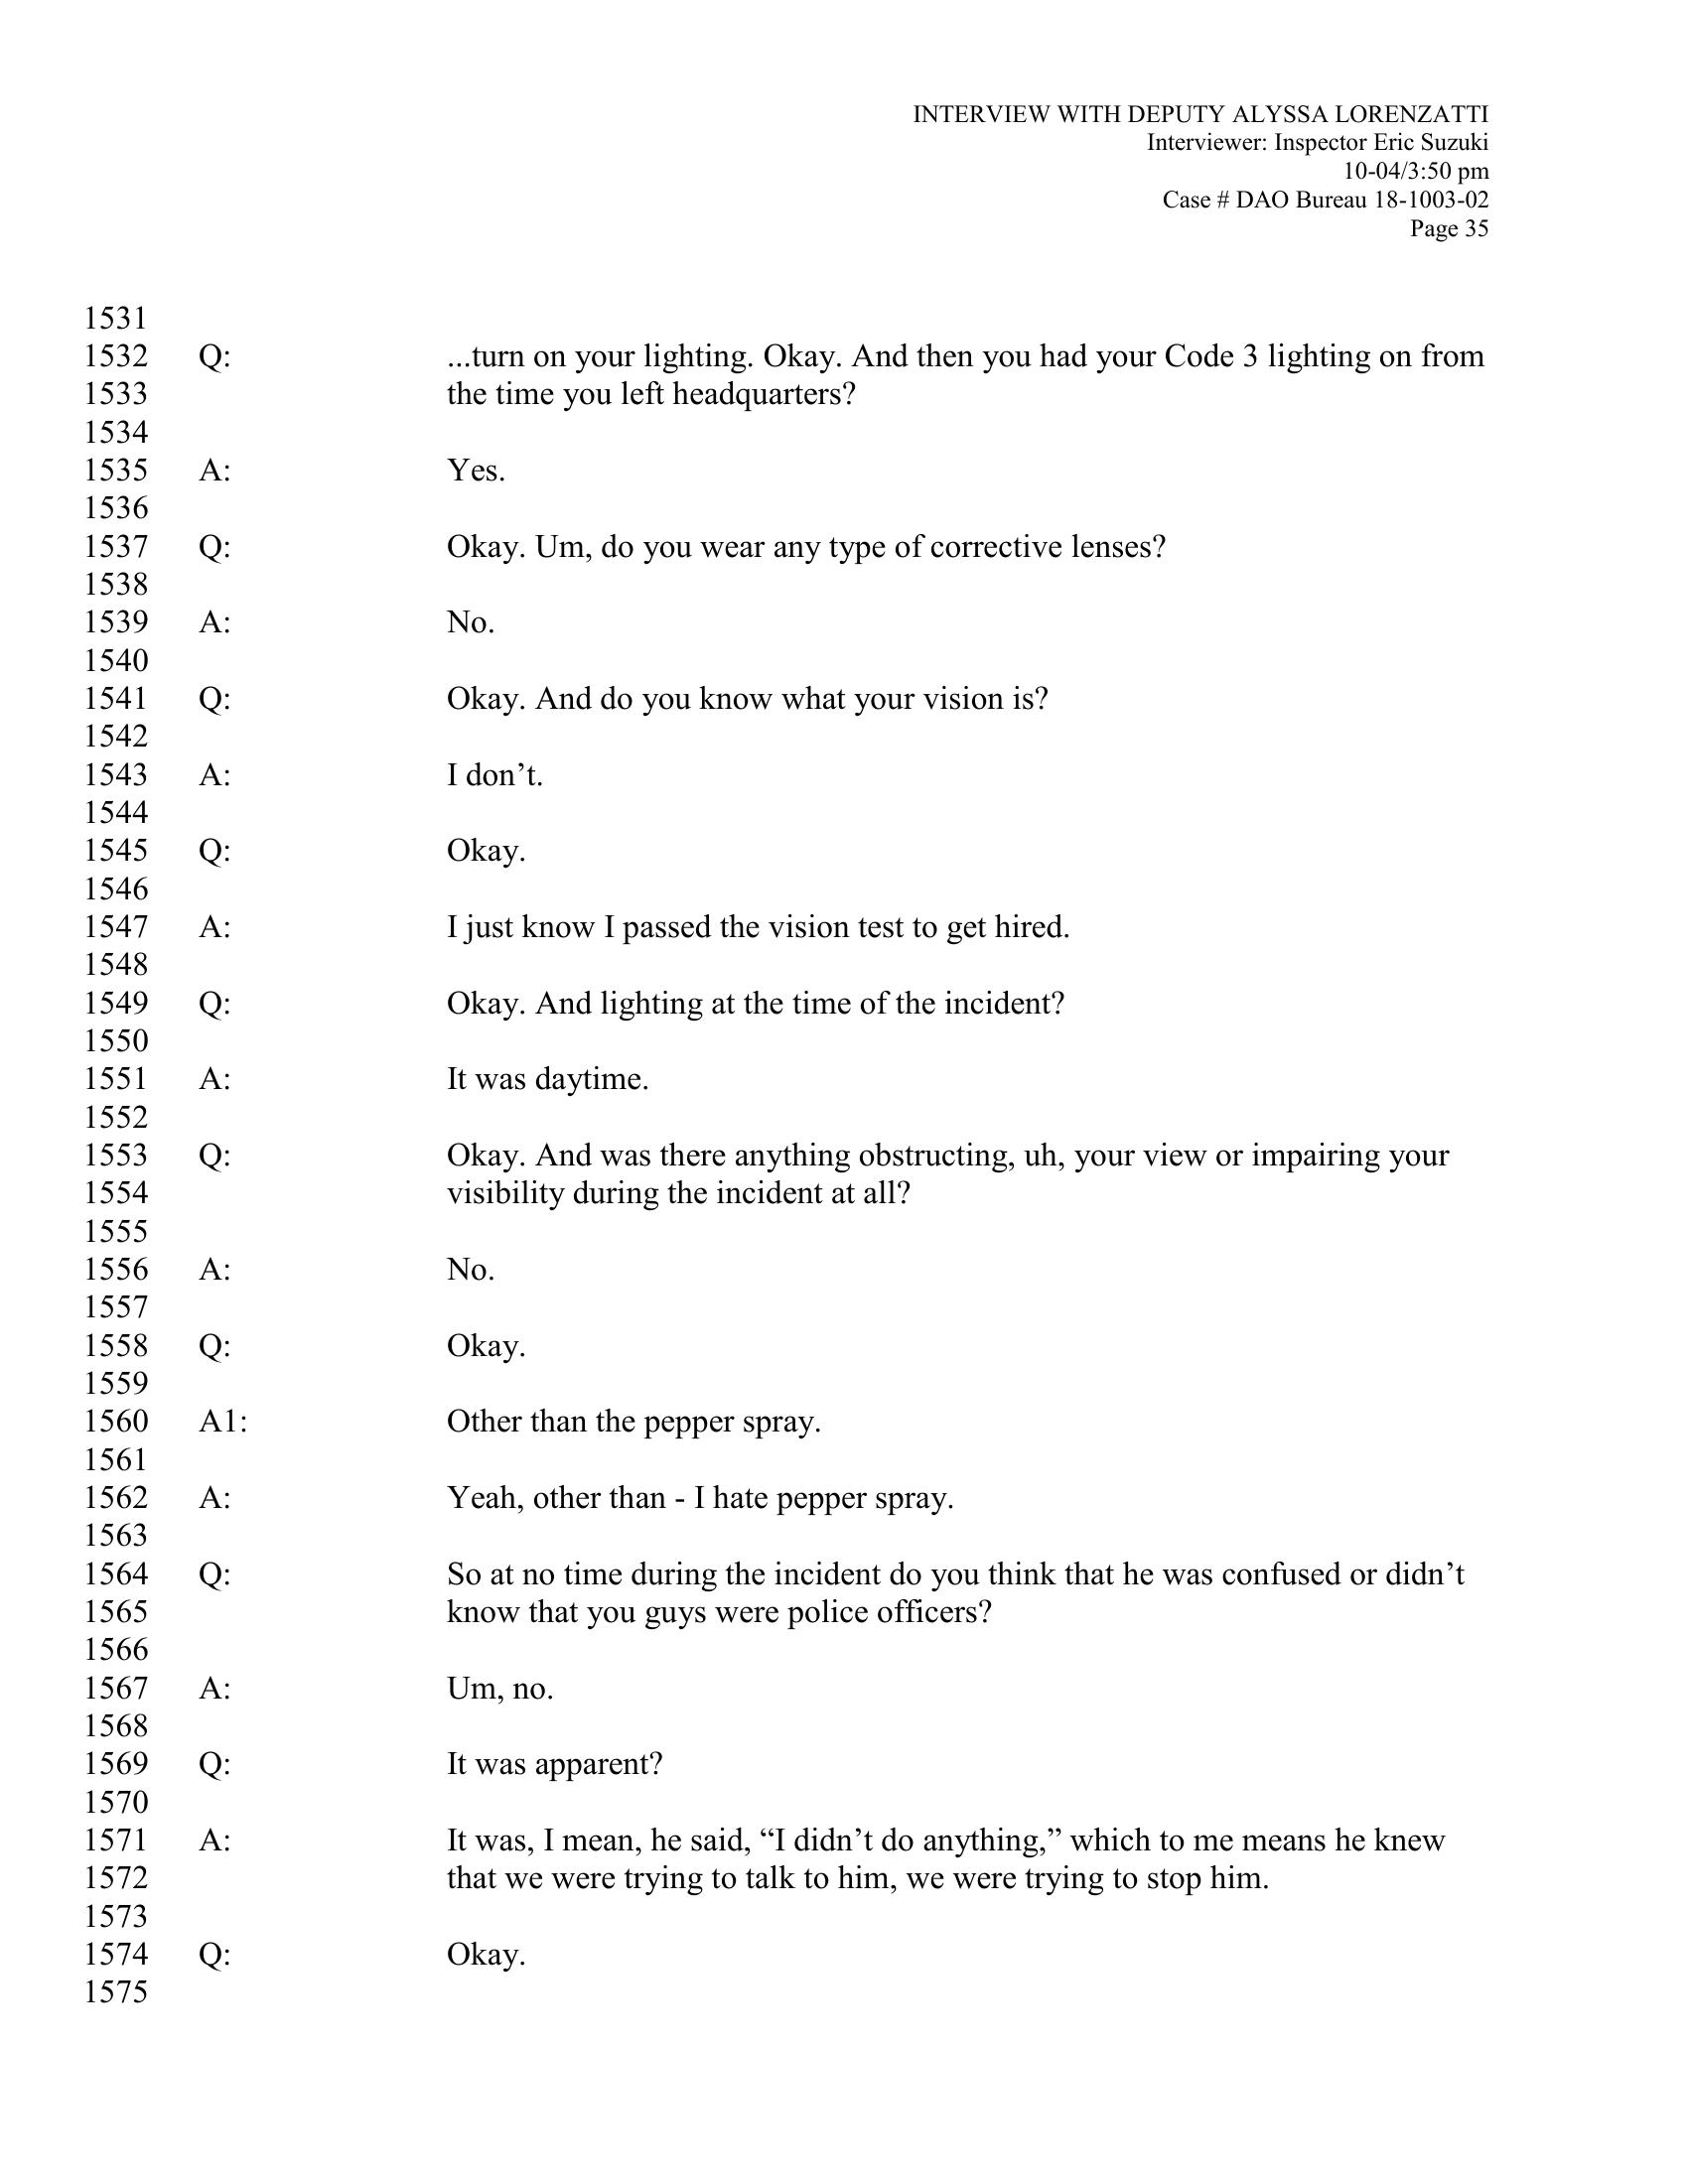 INTERVIEW WITH DEPUTY ALYSSA LORENZATTI
Interviewer: Inspector Eric Suzuki
10-04/3:50 pm
Case # DAO Bureau 18-1003-02
Page 35
1531
1532 Q: ...turn on your lighting. Okay. And then you had your Code 3 lighting on from
1533 the time you left headquarters?
1534
1535 A: Yes.
1536
1537 Q: Okay. Um, do you wear any type of corrective lenses?
1538
1539 A: No.
1540
1541 Q: Okay. And do you know what your vision is?
1542
1543 A: I don’t.
1544
1545 Q: Okay.
1546
1547 A: I just know I passed the vision test to get hired.
1548
1549 Q: Okay. And lighting at the time of the incident?
1550
1551 A: It was daytime.
1552
1553 Q: Okay. And was there anything obstructing, uh, your view or impairing your
1554 visibility during the incident at all?
1555
1556 A: No.
1557
1558 Q: Okay.
1559
1560 A1: Other than the pepper spray.
1561
1562 A: Yeah, other than - I hate pepper spray.
1563
1564 Q: So at no time during the incident do you think that he was confused or didn’t
1565 know that you guys were police officers?
1566
1567 A: Um, no.
1568
1569 Q: It was apparent?
1570
1571 A: It was, I mean, he said, “I didn’t do anything,” which to me means he knew
1572 that we were trying to talk to him, we were trying to stop him.
1573
1574 Q: Okay.
1575